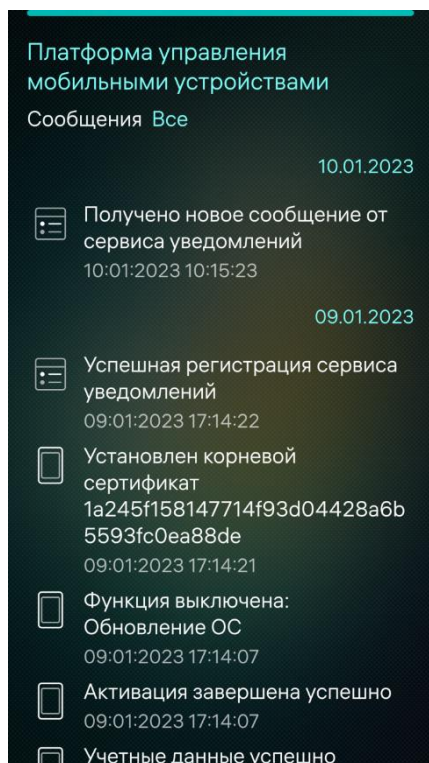 Платформа управления
мобильными устройствами
Сообщения Все
10.01.2023
Получено новое сообщение от
сервиса уведомлений
10:01:2023 10:15:23
09.01.2023
Успешная регистрация сервиса
уведомлений
09:01:2023 17:14:22
Установлен корневой
сертификат
1a245f158147714f93d04428a6b
5593fc0ea88de
09:01:2023 17:14:21
Функция выключена:
Обновление ОС
09:01:2023 17:14:07
Активация завершена успешно
09:01:2023 17:14:07
Учетные данные успешно